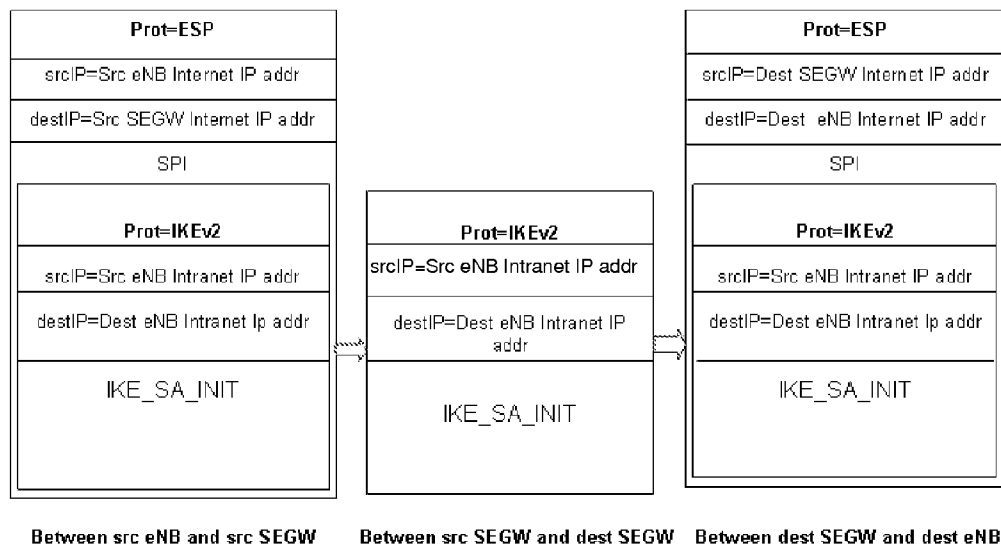 Prot=ESP
srcIP=Src eNB Internet IP addr
destIP=Src SEGW Internet IP addr
SPI
Prot=IKEv2
srcIP=Src eNB Intranet IP addr
destIP=Dest eNB Intranet Ip addr
IKE_SA_INIT
Between src eNB and src SEGW
Prot=IKEv2
srcIP=Src eNB Intranet IP addr
destIP=Dest eNB Intranet IP
addr
IKE_SA_INIT
Between src SEGW and dest SEGW
Prot=ESP
srcIP=Dest SEGW Internet IP addr
destIP=Dest eNB Internet IP addr
SPI
Prot=IKEv2
srcIP=Src eNB Intranet IP addr
destIP=Dest eNB Intranet Ip addr
IKE_SA_INIT
Between dest SEGW and dest eNB